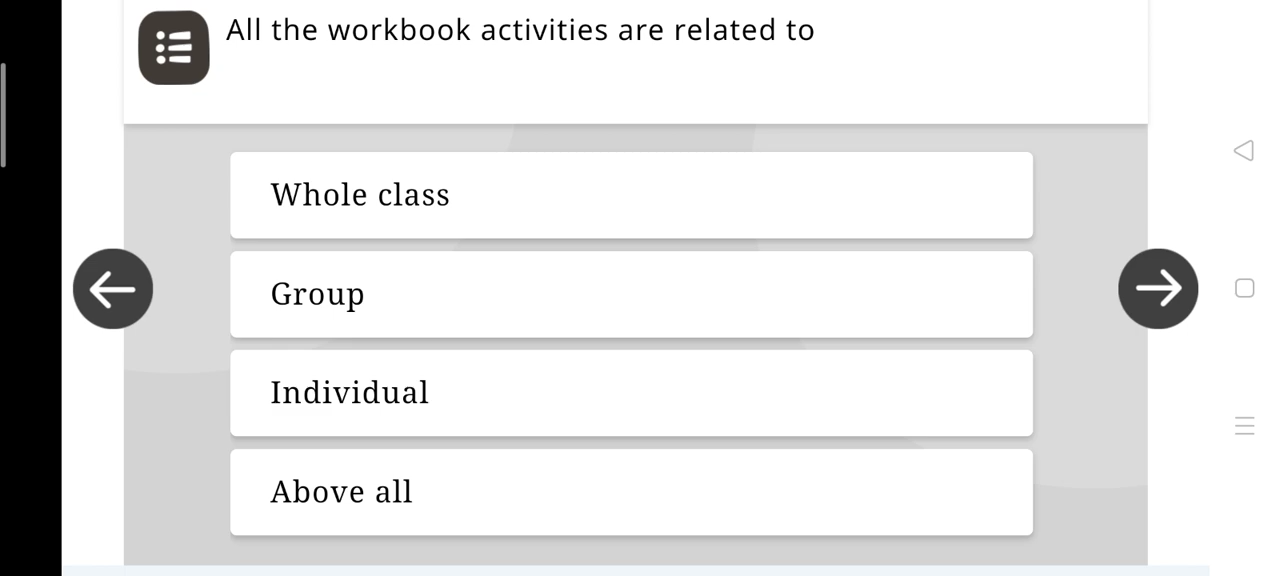 All the workbook activities are related to
Whole class
Group
Individual
Above all